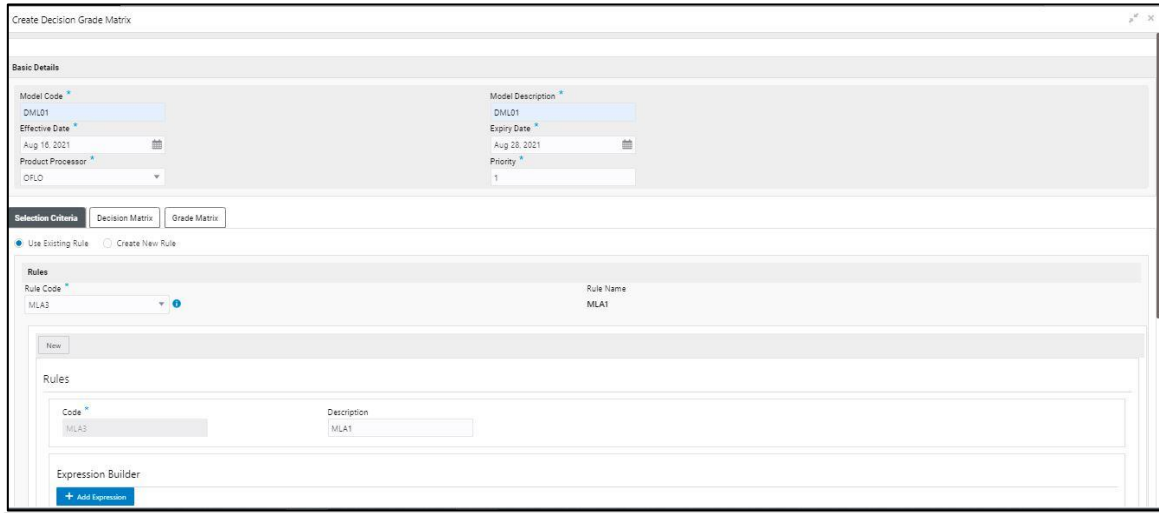 Create Decision Grade Matrix
Basic Details
Model Code *
Model Description *
DML01
DML01
Effective Date *
Expiry Date *
Aug 16, 2021
Aug 28, 2021
Product Processor *
Priority *
OFLO
1
Selection Criteria Decision Matrix Grade Matrix
Use Existing Rule Create New Rule
Rules
Rule Code *
Rule Name
MLA3
MLA1
New
Rules
Code *
Description
MLA3
MLA1
Expression Builder
+ Add Expression